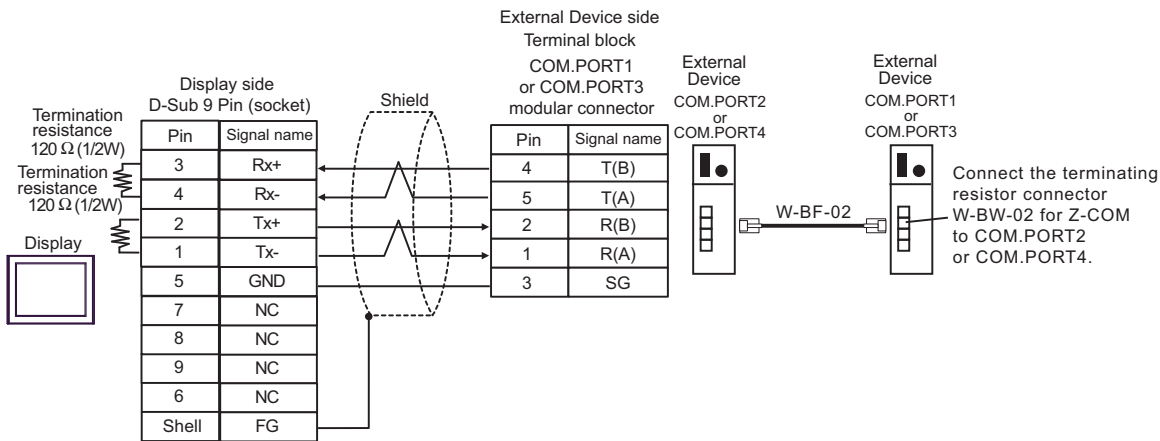 Termination
resistance
120 Ω (1/2W)
Termination
resistance
120 Ω (1/2W)
Display
Display side
D-Sub 9 Pin (socket)
Pin Signal name
3 Rx+
4 Rx-
2 Tx+
1 Tx-
5 GND
7 NC
8 NC
9 NC
6 NC
Shell FG
Shield
External Device side
Terminal block
COM.PORT1
or COM.PORT3
modular connector
Pin Signal name
4 T(B)
5 T(A)
2 R(B)
1 R(A)
3 SG
External
Device
COM.PORT2
or
COM.PORT4
W-BF-02
External
Device
COM.PORT1
or
COM.PORT3
Connect the terminating
resistor connector
W-BW-02 for Z-COM
to COM.PORT2
or COM.PORT4.